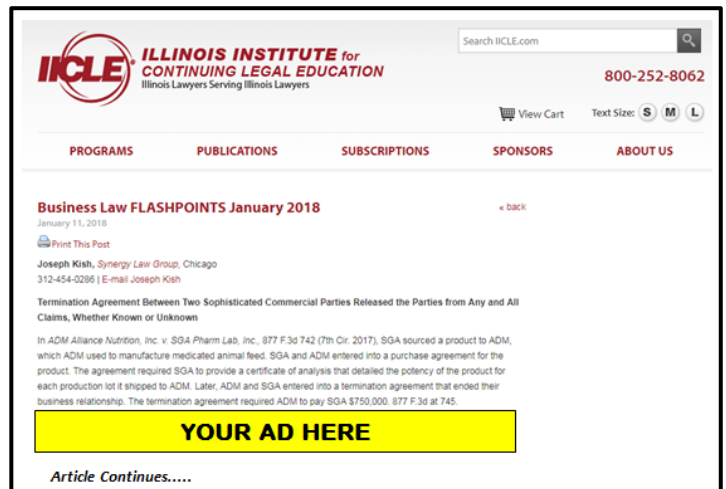 Search IICLE.com
IICLE®
ILLINOIS INSTITUTE for
CONTINUING LEGAL EDUCATION
Illinois Lawyers Serving Illinois Lawyers
800-252-8062
View Cart Text Size: S M L
PROGRAMS PUBLICATIONS SUBSCRIPTIONS SPONSORS ABOUT US
Business Law FLASHPOINTS January 2018 « back
January 11, 2018
Print This Post
Joseph Kish, Synergy Law Group, Chicago
312-454-0286 | E-mail Joseph Kish
Termination Agreement Between Two Sophisticated Commercial Parties Released the Parties from Any and All
Claims, Whether Known or Unknown
In ADM Alliance Nutrition, Inc. v. SGA Pharm Lab, Inc., 877 F.3d 742 (7th Cir. 2017), SGA sourced a product to ADM,
which ADM used to manufacture medicated animal feed. SGA and ADM entered into a purchase agreement for the
product. The agreement required SGA to provide a certificate of analysis that detailed the potency of the product for
each production lot it shipped to ADM. Later, ADM and SGA entered into a termination agreement that ended their
business relationship. The termination agreement required ADM to pay SGA $750,000. 877 F.3d at 745.
YOUR AD HERE
Article Continues.....